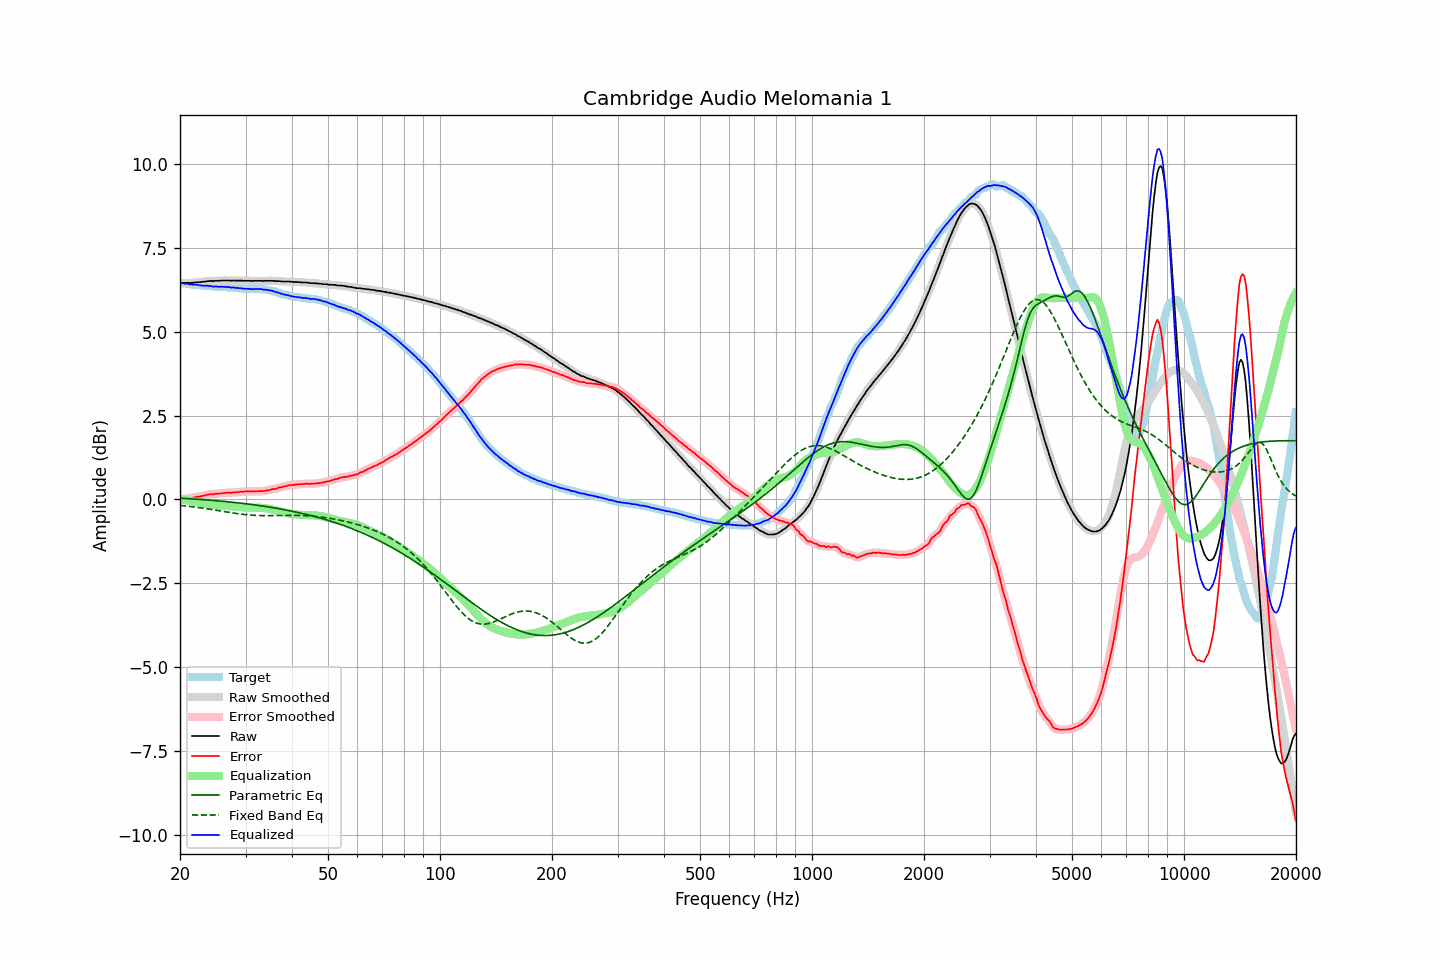 Cambridge Audio Melomania 1
Amplitude (dBr)
10.0
7.5
5.0
2.5
0.0
−2.5
−5.0
−7.5
−10.0
Target
Raw Smoothed
Error Smoothed
Raw
Error
Equalization
Parametric Eq
Fixed Band Eq
Equalized
20 50 100 200 500 1000 2000 5000 10000 20000
Frequency (Hz)